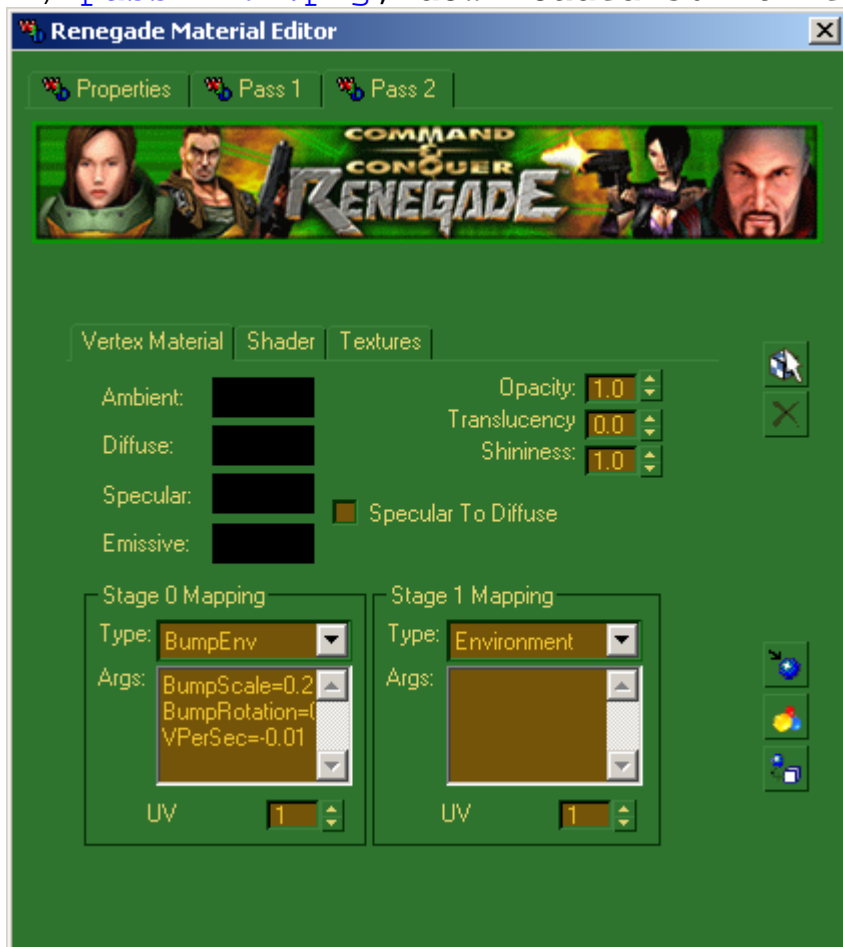 Renegade Material Editor
Properties Pass 1 Pass 2
COMMAND
&
CONQUER
RENEGADE
Vertex Material Shader Textures
Ambient:
Diffuse:
Specular:
Emissive:
Opacity: 1.0
Translucency 0.0
Shininess: 1.0
Specular To Diffuse
Stage 0 Mapping
Type: BumpEnv
Args: BumpScale=0.2
BumpRotation=
VPerSec=-0.01
UV 1
Stage 1 Mapping
Type: Environment
Args:
UV 1